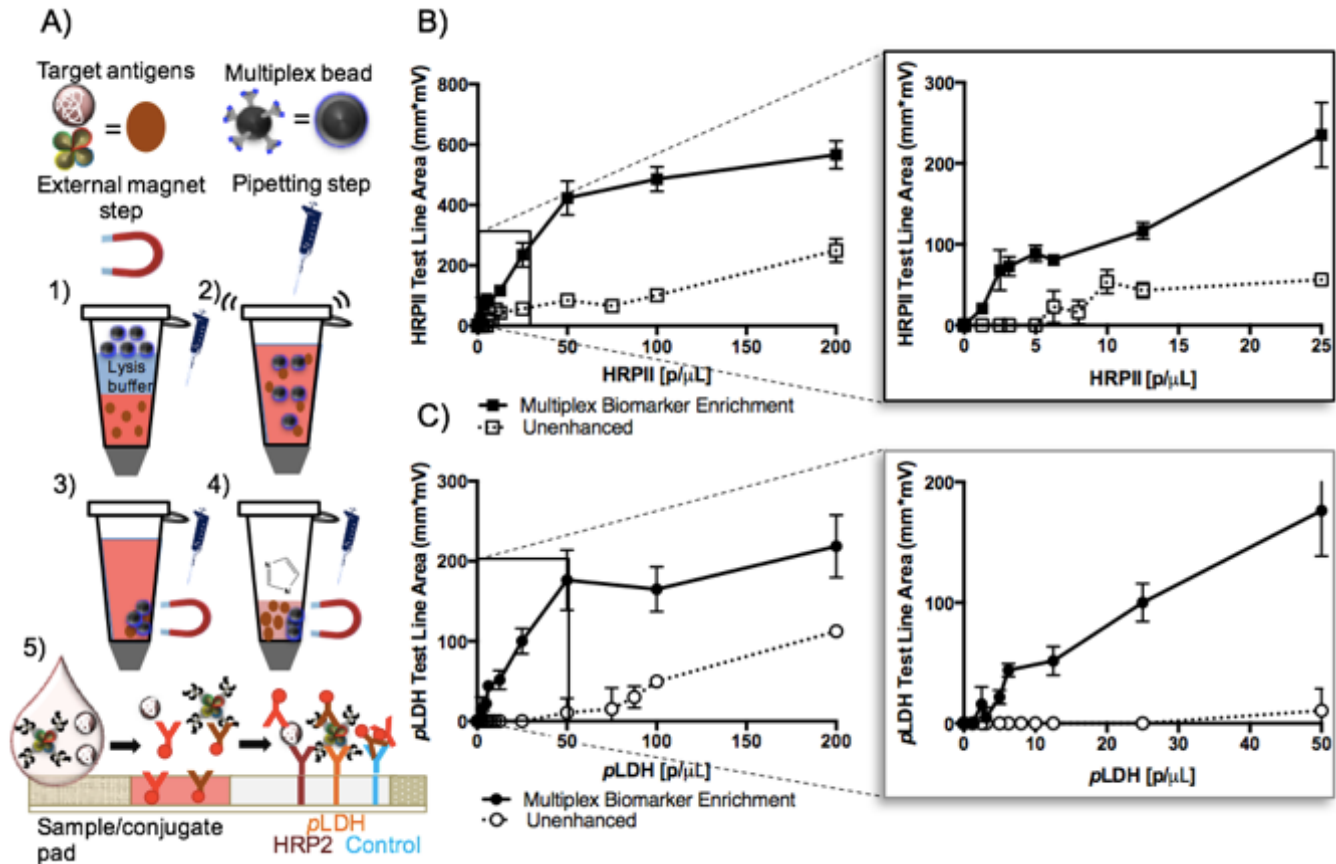 A)
Target antigens
Multiplex bead
=
=
External magnet
step
Pipetting step
1)
2)
Lysis
buffer
3)
4)
5)
Sample/conjugate
pad
pLDH
HRP2
Control
B)
HRPII Test Line Area (mm*mV)
800
600
400
200
0
0
50
100
150
200
HRPII [p/μL]
Multiplex Biomarker Enrichment
Unenhanced
HRPII Test Line Area (mm*mV)
300
200
100
0
0
5
10
15
20
25
HRPII [p/μL]
C)
pLDH Test Line Area (mm*mV)
300
200
100
0
0
50
100
150
200
pLDH [p/μL]
Multiplex Biomarker Enrichment
Unenhanced
pLDH Test Line Area (mm*mV)
200
100
0
0
10
20
30
40
50
pLDH [p/μL]